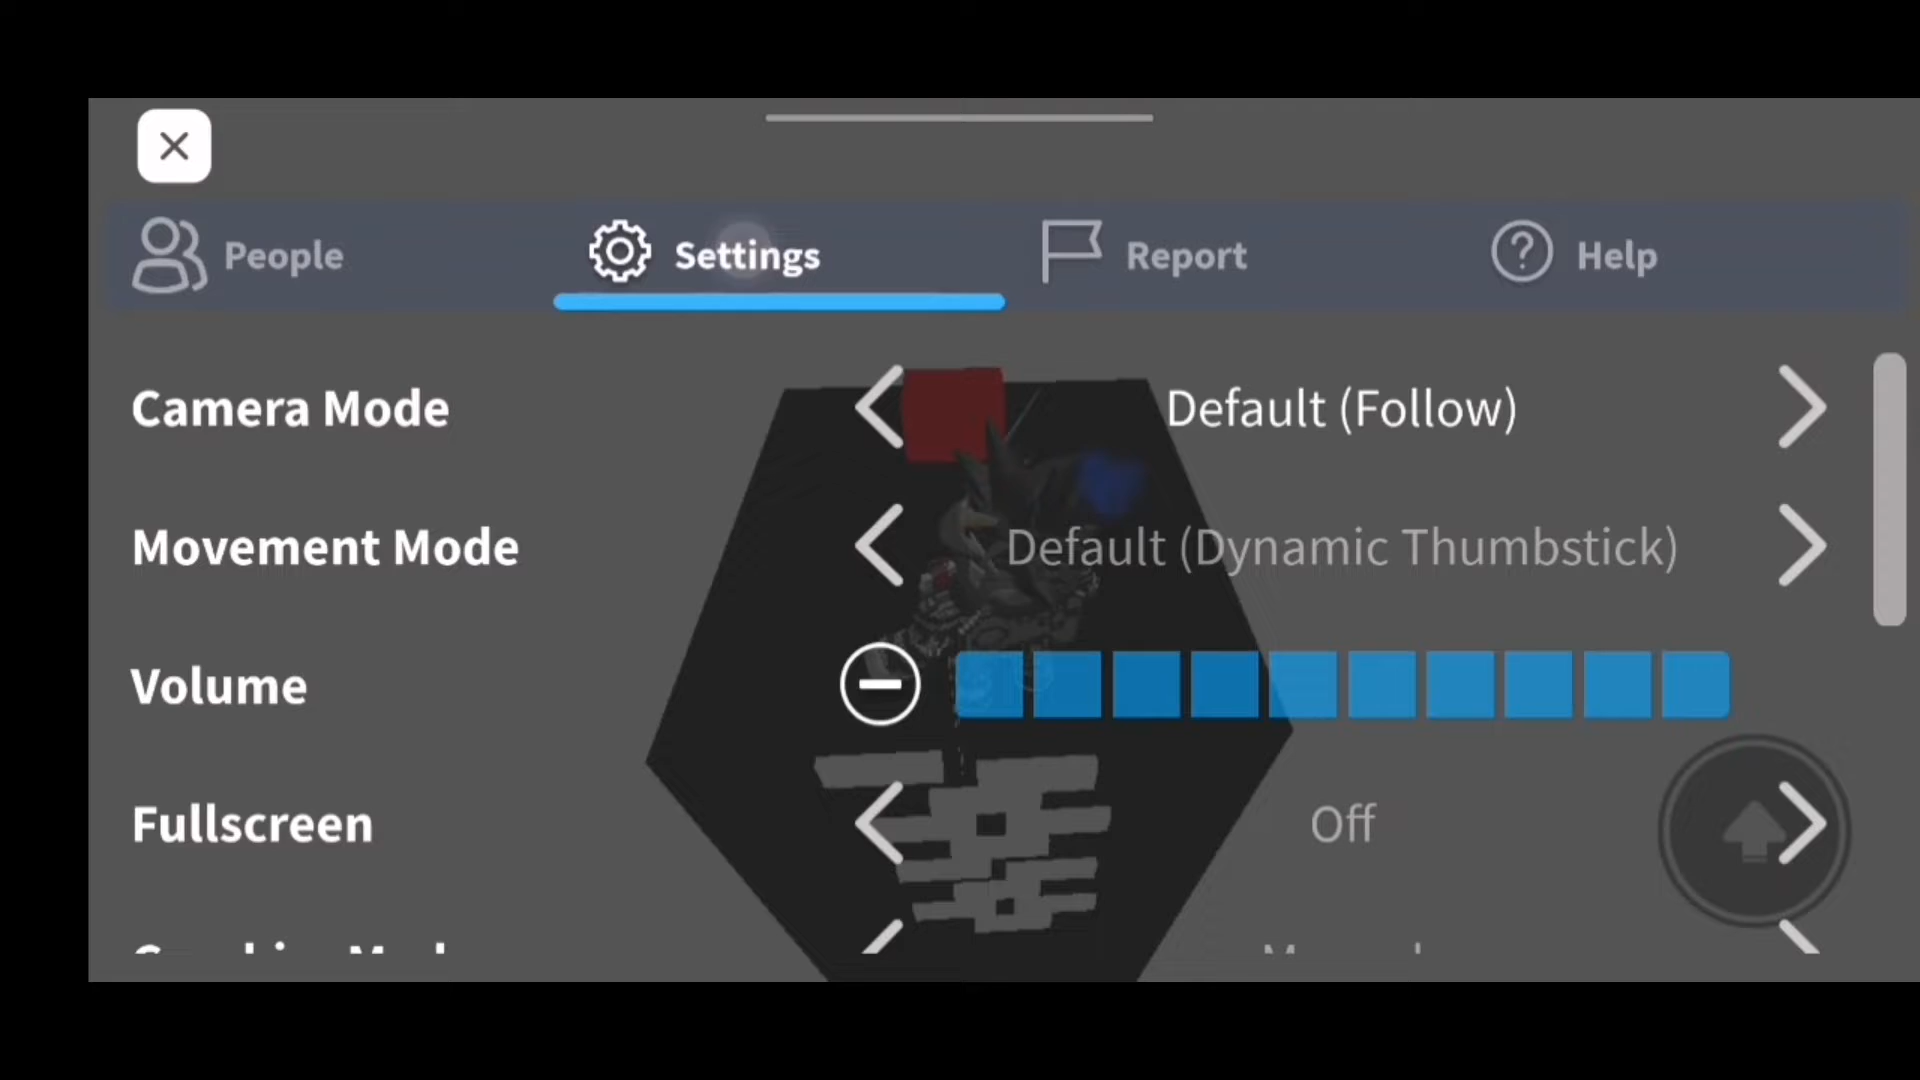 People
Settings
Report
Help
Camera Mode
Default (Follow)
Movement Mode
Default (Dynamic Thumbstick)
Volume
Fullscreen
Off